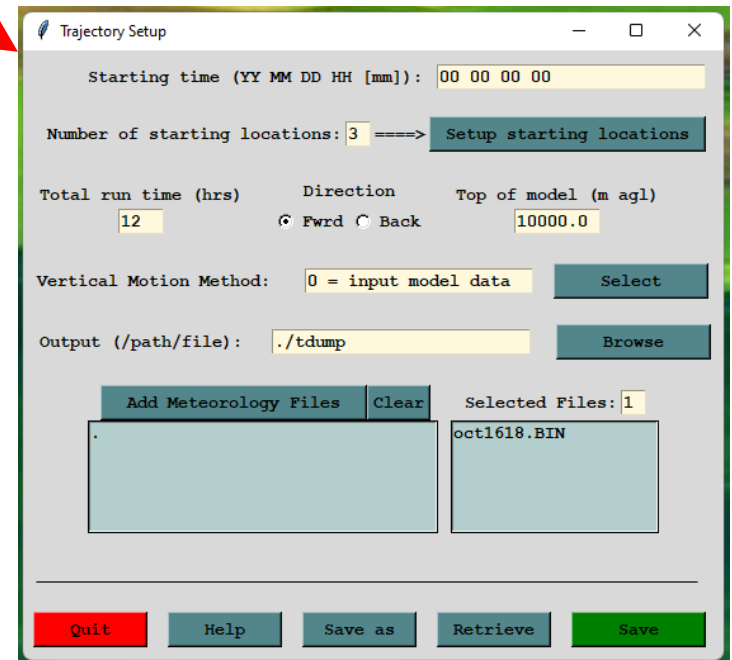 Trajectory Setup
Starting time (YY MM DD HH [mm]): 00 00 00 00
Number of starting locations: 3 ====> Setup starting locations
Total run time (hrs) Direction Top of model (m agl)
12 Fwrd Back 10000.0
Vertical Motion Method: 0 = input model data Select
Output (/path/file): ./tdump Browse
Add Meteorology Files Clear Selected Files: 1
. oct1618.BIN
Quit Help Save as Retrieve Save